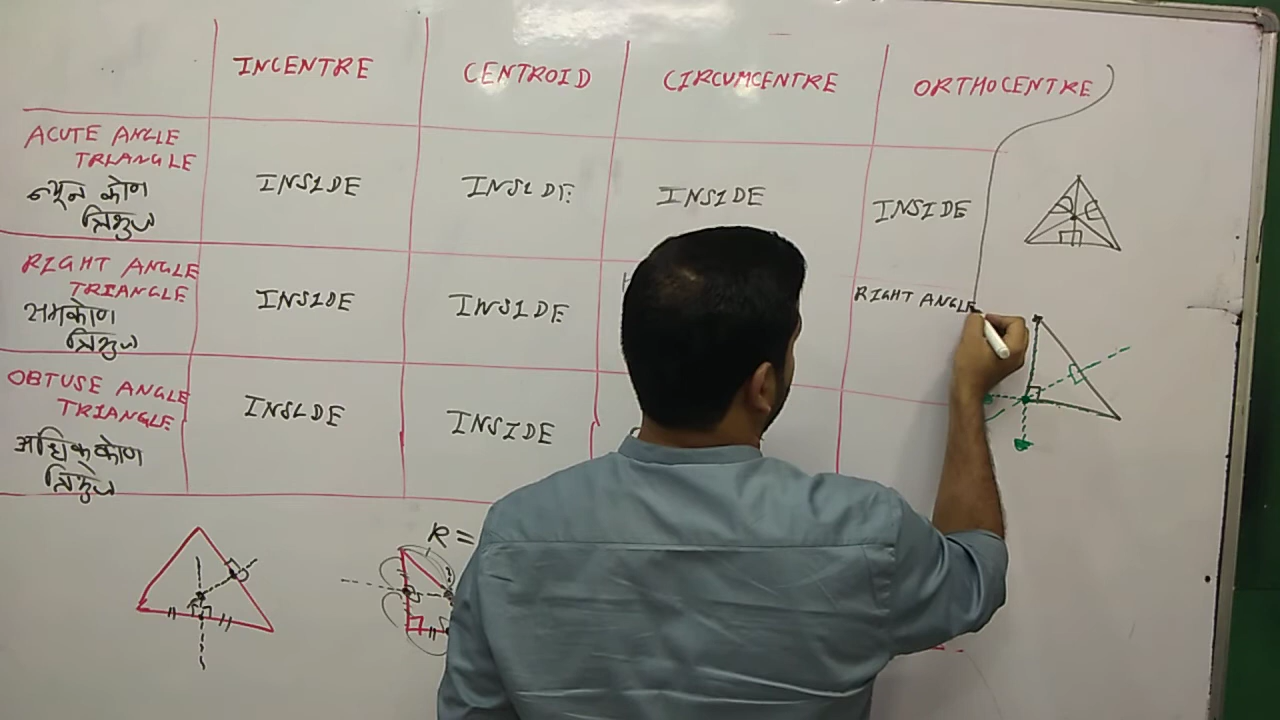 INCENTRE CENTROID CIRCUMCENTRE ORTHOCENTRE
ACUTE ANGLE
TRIANGLE
न्यून कोण
त्रिभुज
INSIDE INSIDE INSIDE INSIDE
RIGHT ANGLE
TRIANGLE
समकोण
त्रिभुज
INSIDE INSIDE RIGHT ANGLE
OBTUSE ANGLE
TRIANGLE
अधिककोण
त्रिभुज
INSIDE INSIDE
R =